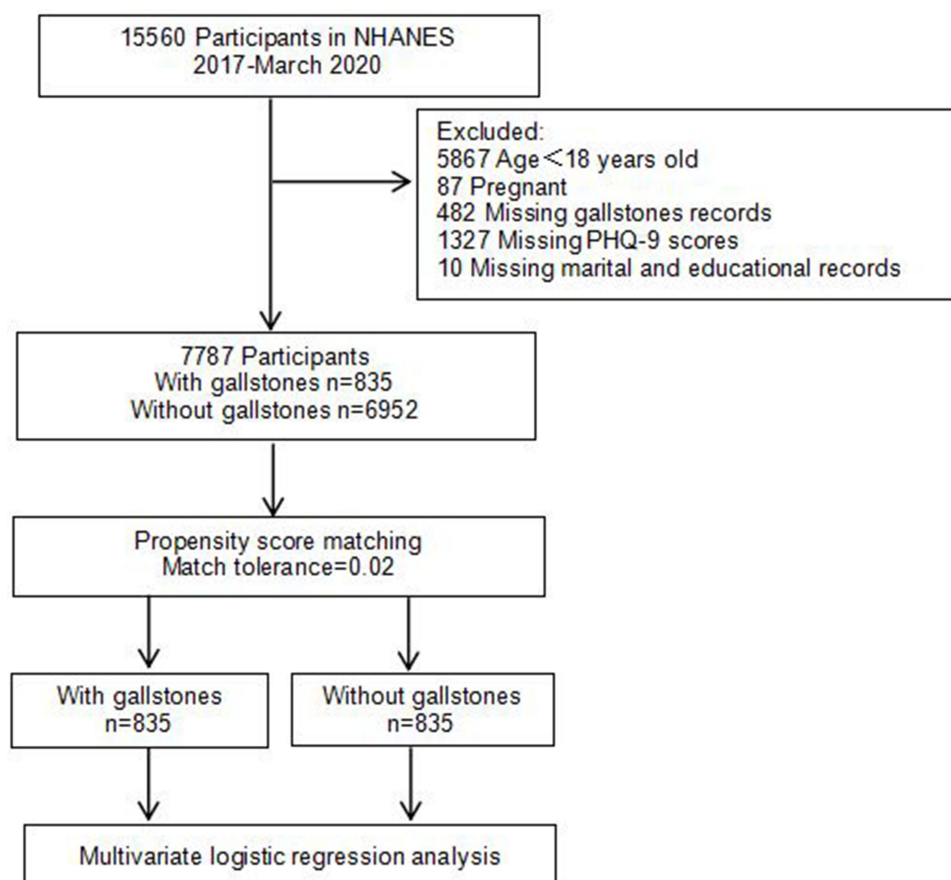 15560 Participants in NHANES
2017-March 2020
Excluded:
5867 Age＜18 years old
87 Pregnant
482 Missing gallstones records
1327 Missing PHQ-9 scores
10 Missing marital and educational records
7787 Participants
With gallstones n=835
Without gallstones n=6952
Propensity score matching
Match tolerance=0.02
With gallstones
n=835
Without gallstones
n=835
Multivariate logistic regression analysis